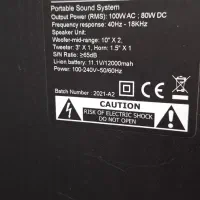 Portable Sound System
Output Power (RMS): 100W AC ; 80W DC
Frequency response: 40Hz - 18KHz
Speaker Unit:
Woofer-mid-range: 10" X 2,
Tweeter: 3" X 1, Horn: 1.5" X 1
S/N Ratio: ≥65dB
Li-ion battery: 11.1V/12000mah
Power: 100-240V~50/60Hz
Batch Number : 2021-A2
CAUTION
RISK OF ELECTRIC SHOCK
DO NOT OPEN